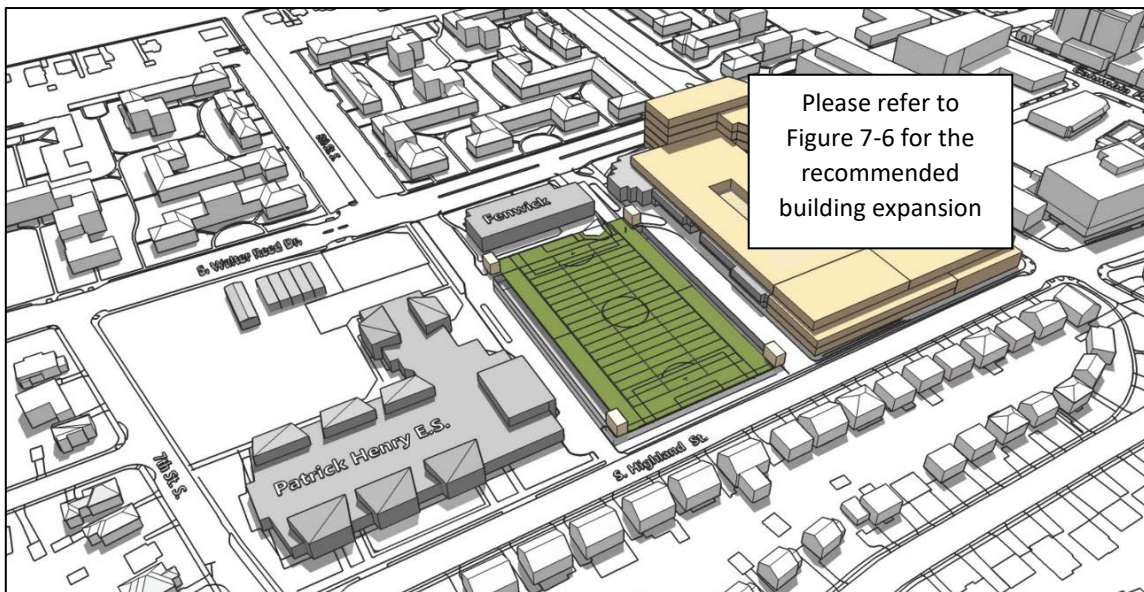 Please refer to
Figure 7-6 for the
recommended
building expansion
Fenwick
S. Walter Reed Dr.
Patrick Henry E.S.
S. Highland St.
7th St. S.